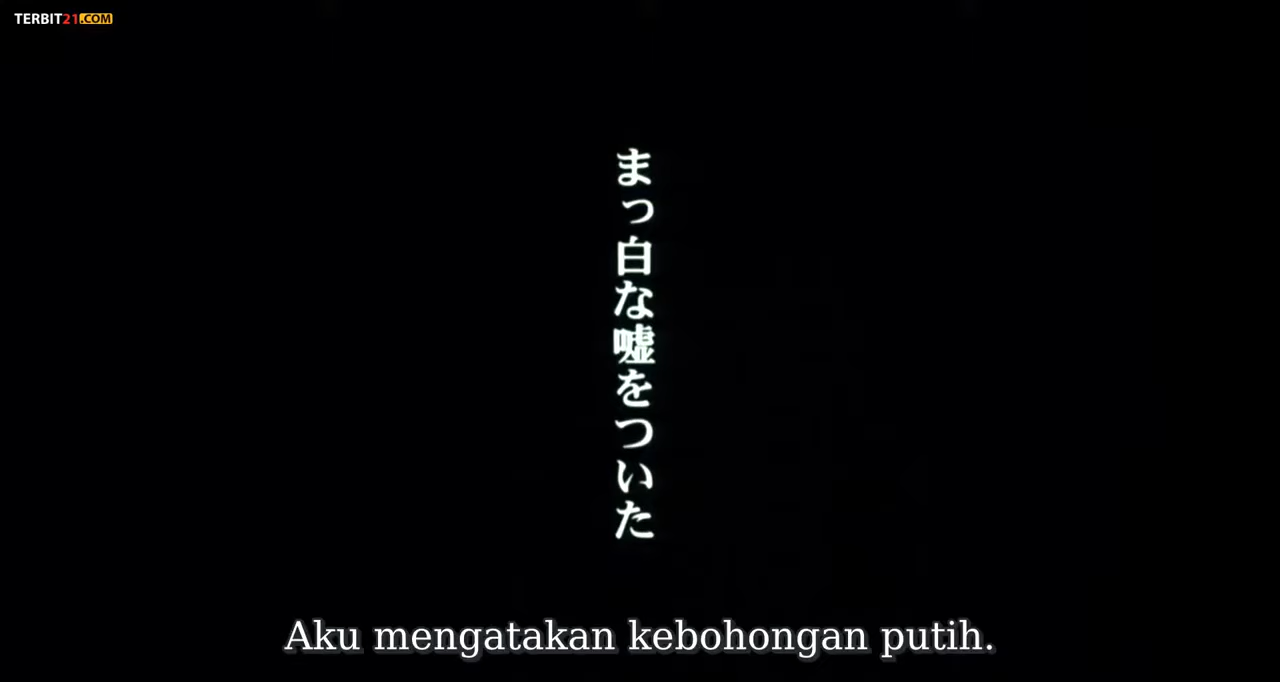 TERBIT21.COM
まっ白な嘘をついた
Aku mengatakan kebohongan putih.